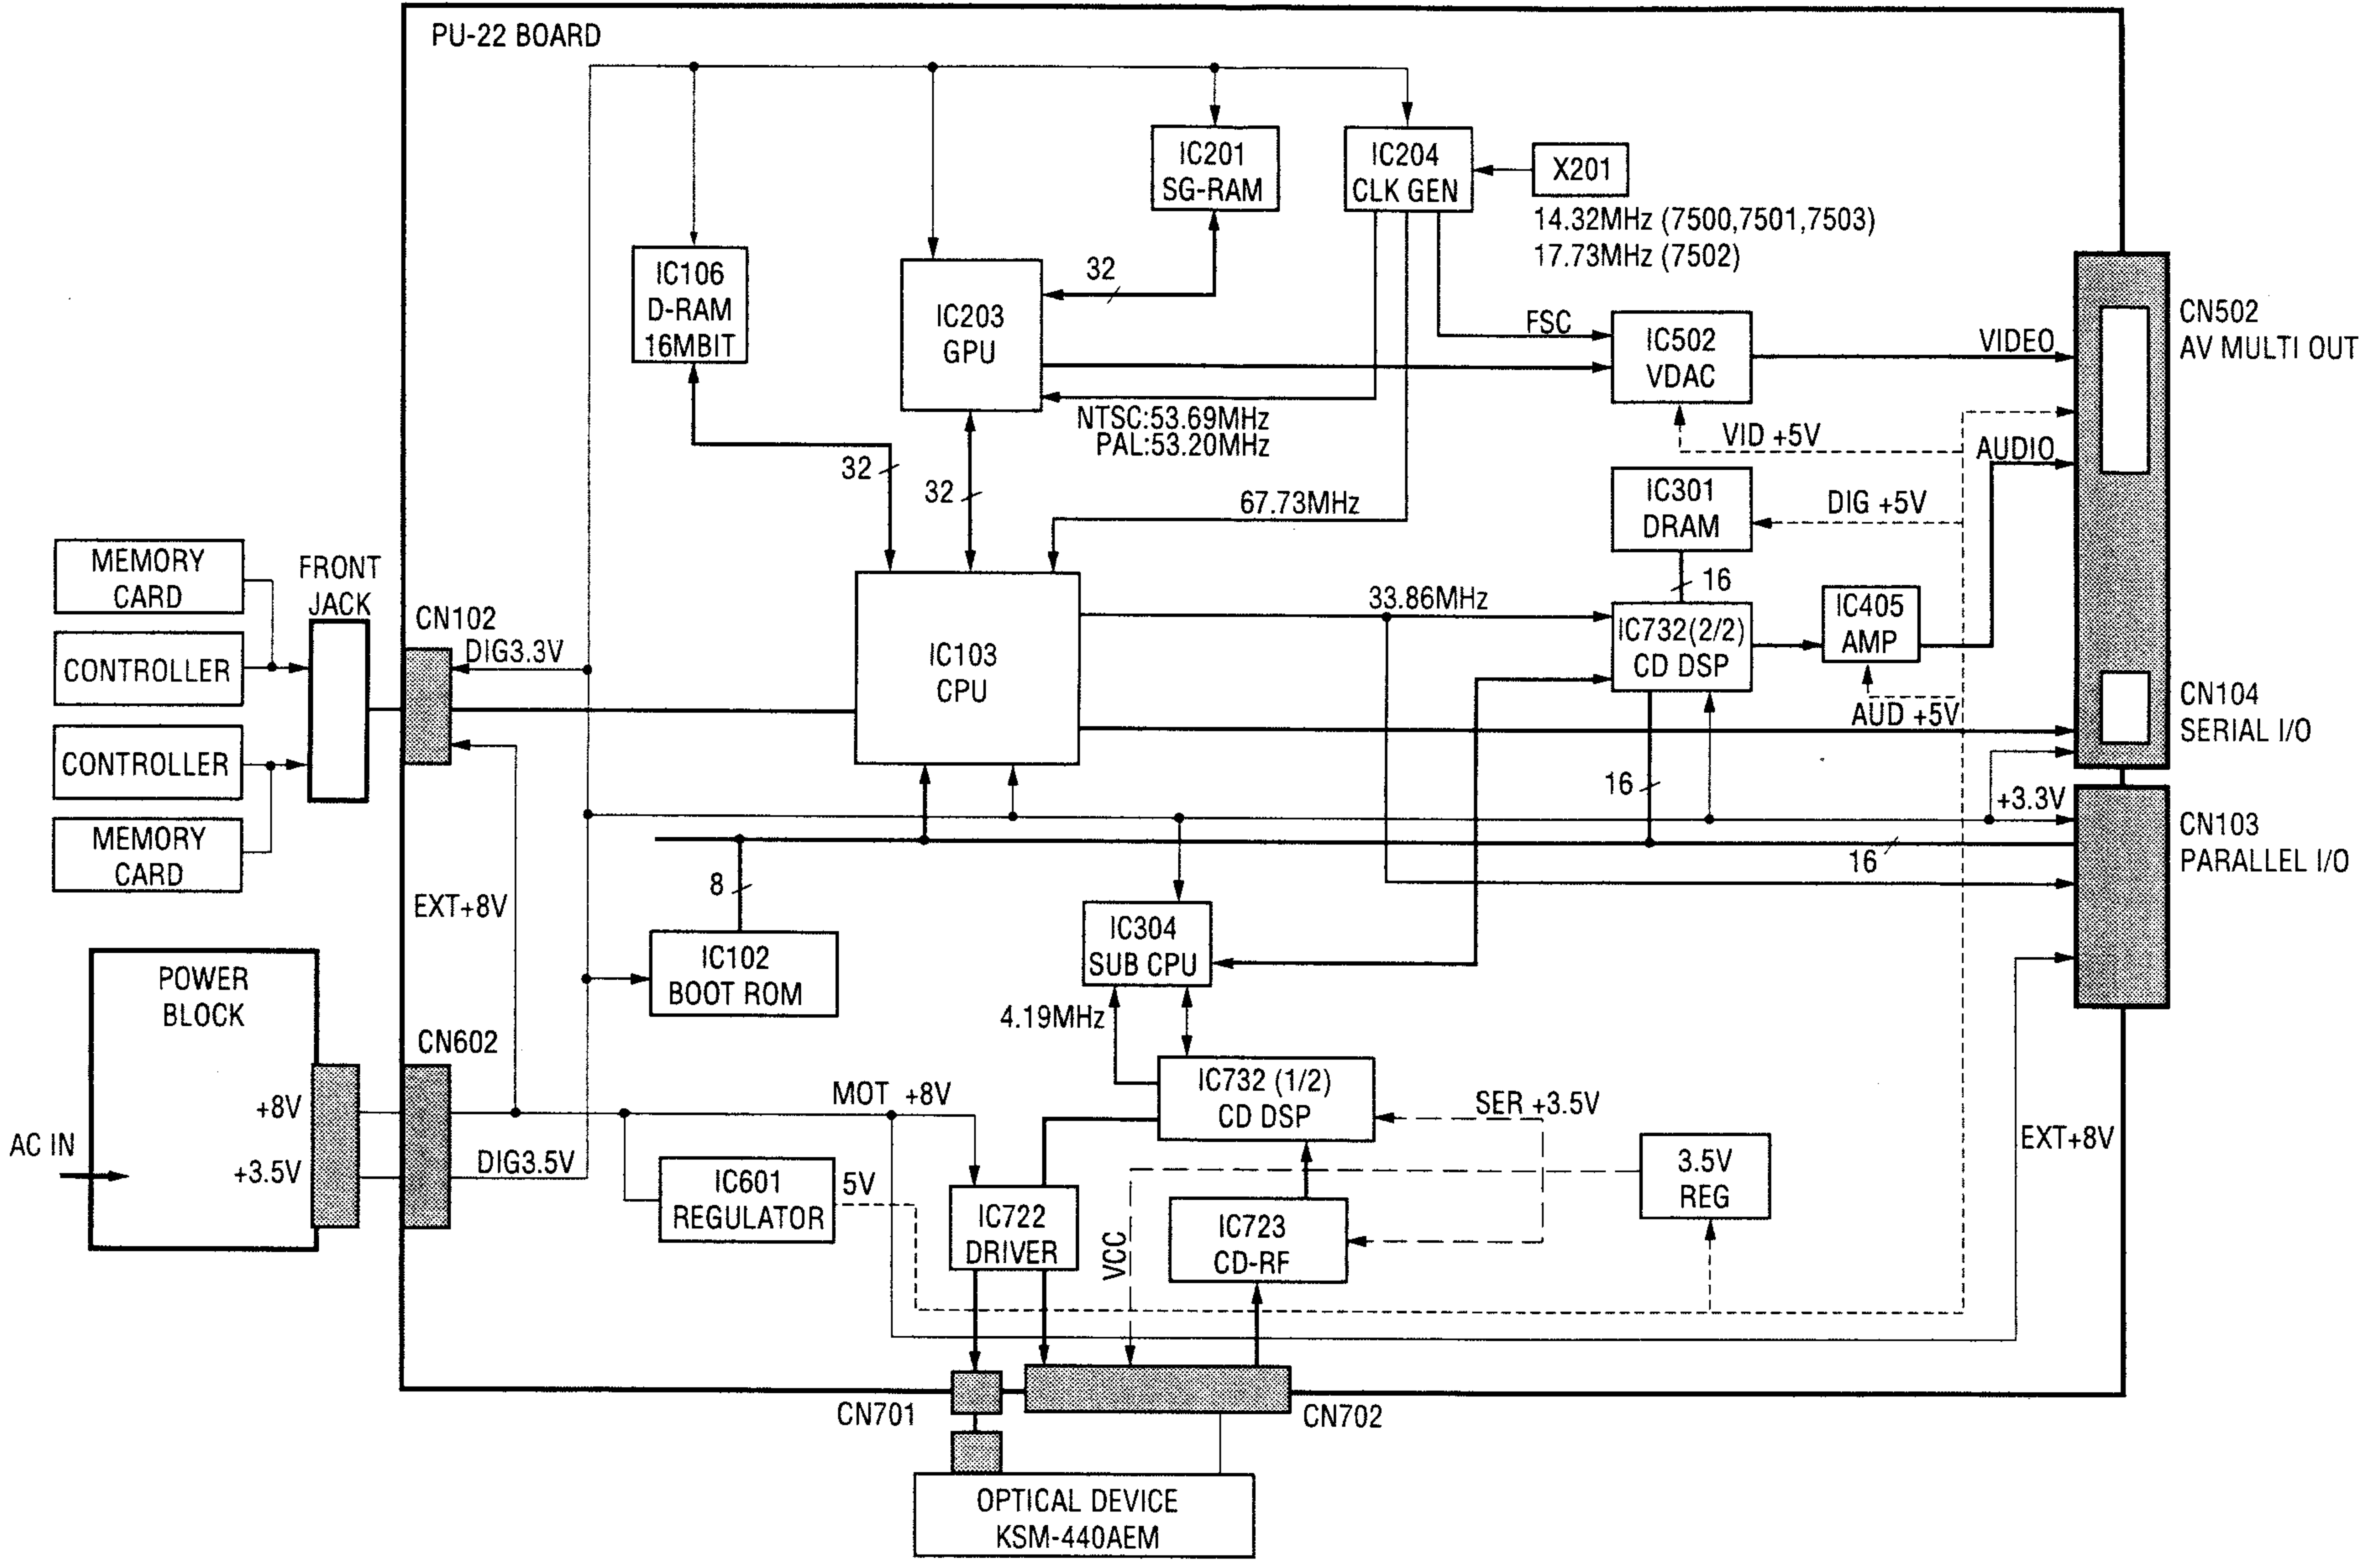 PU-22 BOARD
IC201
SG-RAM
IC204
CLK GEN
X201
14.32MHz (7500,7501,7503)
17.73MHz (7502)
IC106
D-RAM
16MBIT
IC203
GPU
32
FSC
IC502
VDAC
VIDEO
CN502
AV MULTI OUT
NTSC:53.69MHz
PAL:53.20MHz
VID +5V
AUDIO
32
32
67.73MHz
IC301
DRAM
DIG +5V
MEMORY
CARD
FRONT
JACK
CN102
DIG3.3V
CONTROLLER
CONTROLLER
MEMORY
CARD
IC103
CPU
33.86MHz
16
IC732(2/2)
CD DSP
IC405
AMP
AUD +5V
CN104
SERIAL I/O
16
+3.3V
CN103
PARALLEL I/O
16
8
EXT+8V
IC102
BOOT ROM
IC304
SUB CPU
4.19MHz
POWER
BLOCK
CN602
+8V
+3.5V
AC IN
DIG3.5V
MOT +8V
IC601
REGULATOR
5V
IC722
DRIVER
IC732 (1/2)
CD DSP
SER +3.5V
3.5V
REG
EXT+8V
VCC
IC723
CD-RF
CN701
CN702
OPTICAL DEVICE
KSM-440AEM